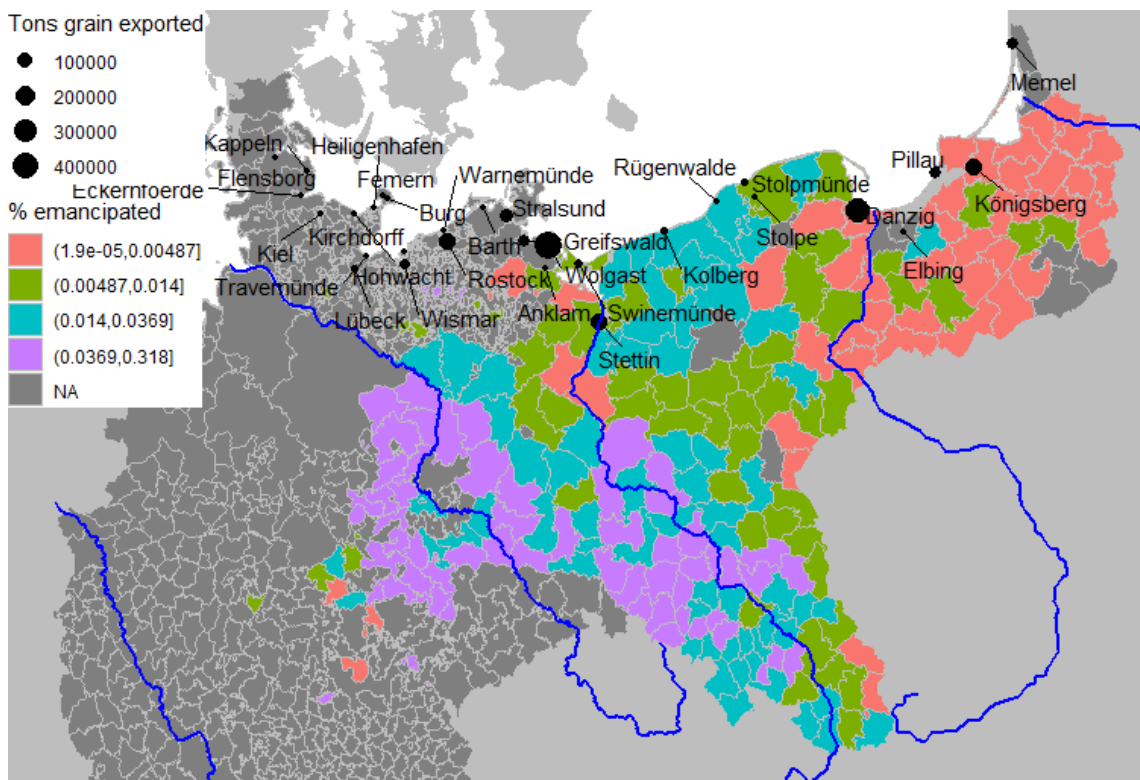 Tons grain exported
100000
200000
300000
400000
% emancipated
(1.9e-05,0.00487]
(0.00487,0.014]
(0.014,0.0369]
(0.0369,0.318]
NA
Memel
Kappeln
Heiligenhafen
Flensborg
Femern
Warnemünde
Rügenwalde
Pillau
Eckernfoerde
Burg
Stralsund
Stolpmünde
Königsberg
Kiel
Kirchdorff
Barth
Greifswald
Stolpe
Danzig
Travemünde
Hohwacht
Rostock
Wolgast
Kolberg
Elbing
Lübeck
Wismar
Anklam
Swinemünde
Stettin